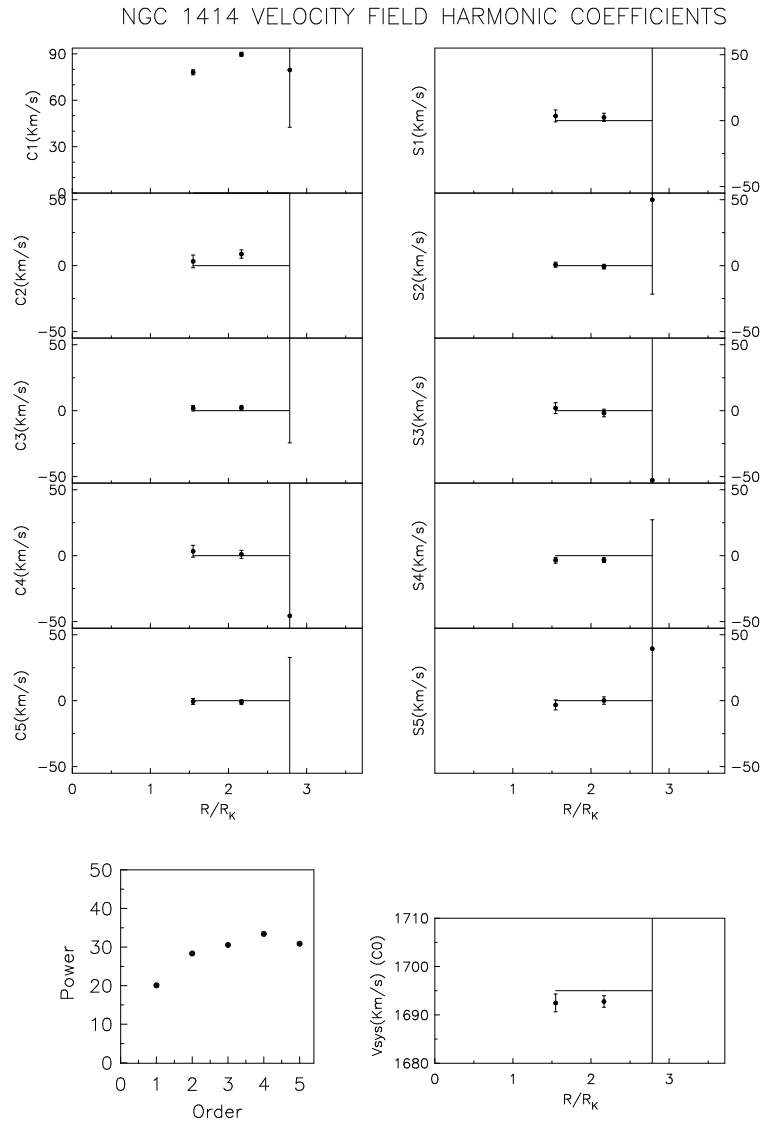 NGC 1414 VELOCITY FIELD HARMONIC COEFFICIENTS
C1(Km/s)
90
60
30
0
S1(Km/s)
50
0
−50
C2(Km/s)
50
0
−50
S2(Km/s)
50
0
−50
C3(Km/s)
50
0
−50
S3(Km/s)
50
0
−50
C4(Km/s)
50
0
−50
S4(Km/s)
50
0
−50
C5(Km/s)
50
0
−50
S5(Km/s)
50
0
−50
0 1 2 3
R/RK
1 2 3
R/RK
Power
50
40
30
20
10
0
0 1 2 3 4 5
Order
Vsys(Km/s) (C0)
1710
1700
1690
1680
0 1 2 3
R/RK